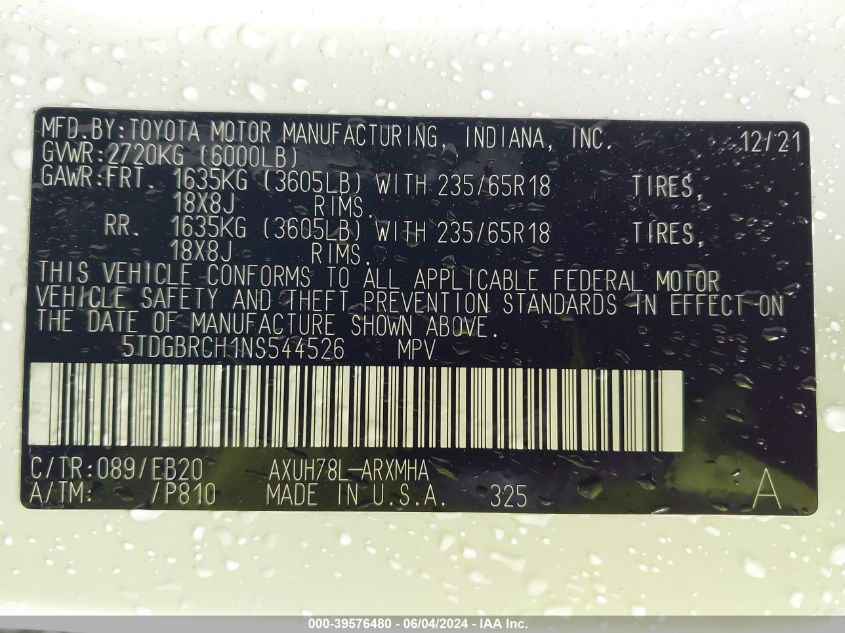 MFD.BY:TOYOTA MOTOR MANUFACTURING, INDIANA, INC. 12/21
GVWR:2720KG (6000LB)
GAWR:FRT. 1635KG (3605LB) WITH 235/65R18 TIRES,
18X8J RIMS.
RR. 1635KG (3605LB) WITH 235/65R18 TIRES,
18X8J RIMS.
THIS VEHICLE CONFORMS TO ALL APPLICABLE FEDERAL MOTOR
VEHICLE SAFETY AND THEFT PREVENTION STANDARDS IN EFFECT ON
THE DATE OF MANUFACTURE SHOWN ABOVE.
5TDGBRCH1NS544526 MPV
C/TR:089/EB20 AXUH78L-ARXMHA
A/TM: /P810 MADE IN U.S.A. 325 A
000-39576480 - 06/04/2024 - IAA Inc.